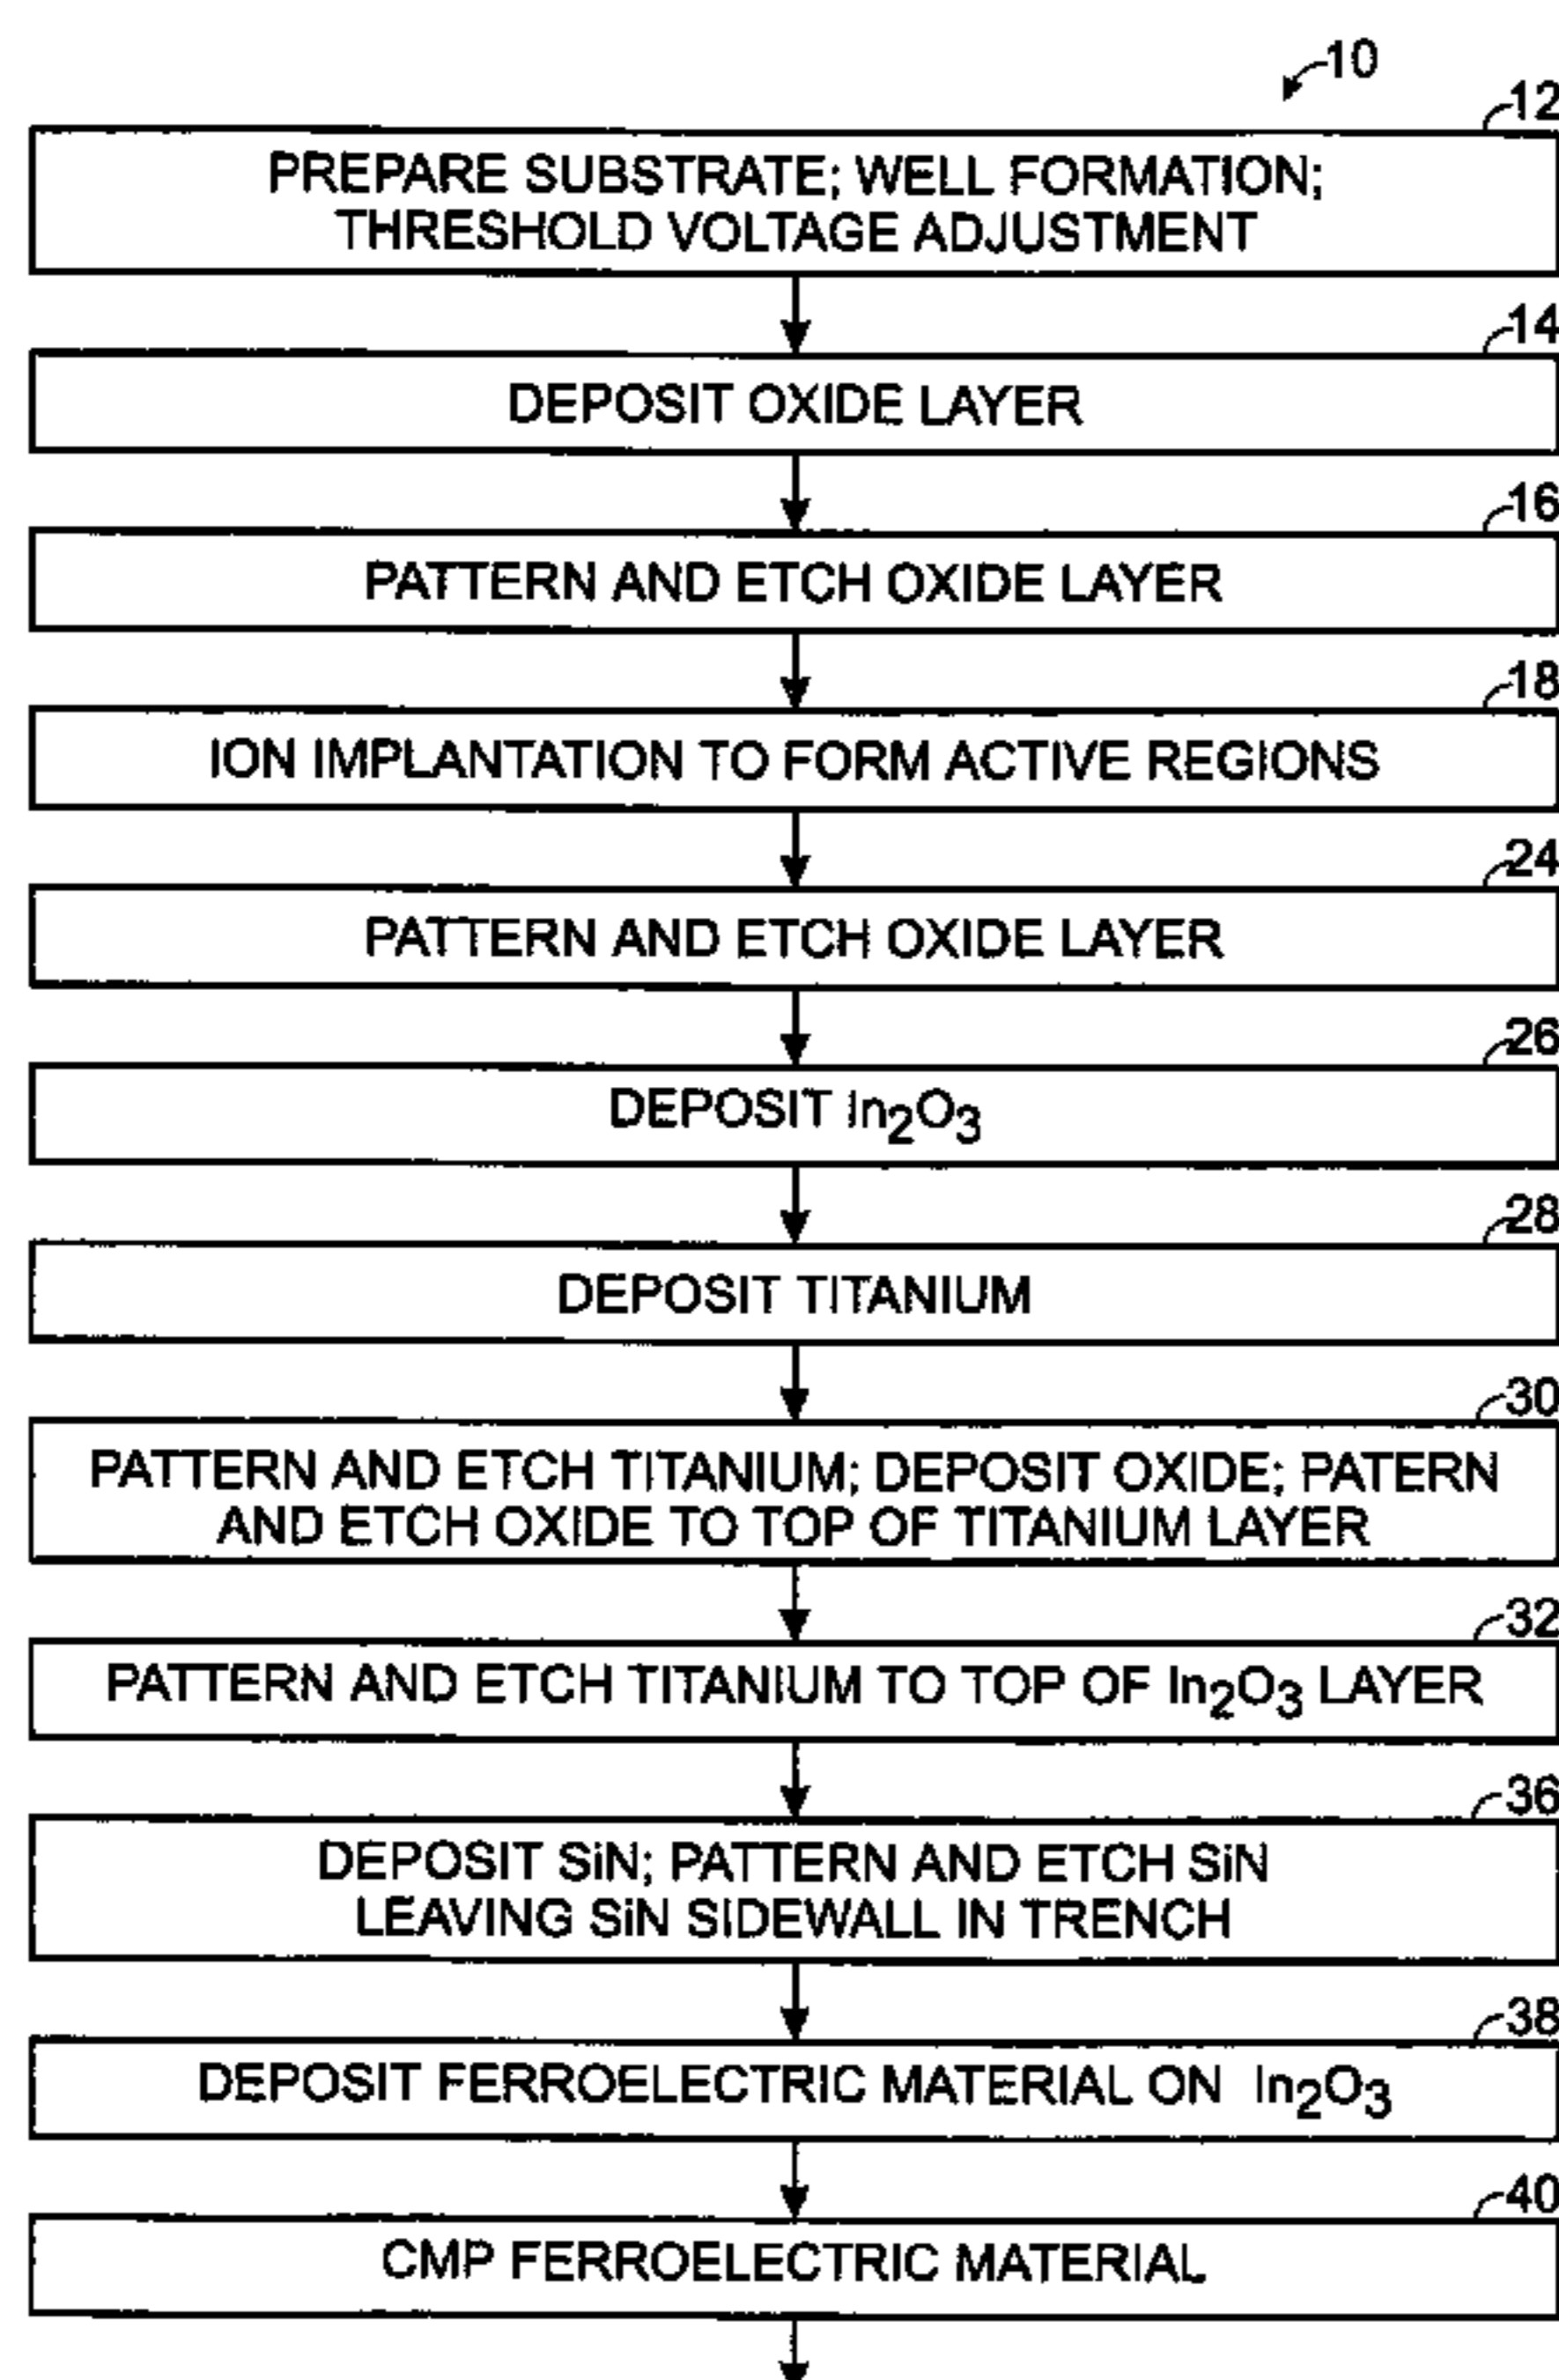 10
12
PREPARE SUBSTRATE; WELL FORMATION;
THRESHOLD VOLTAGE ADJUSTMENT
14
DEPOSIT OXIDE LAYER
16
PATTERN AND ETCH OXIDE LAYER
18
ION IMPLANTATION TO FORM ACTIVE REGIONS
24
PATTERN AND ETCH OXIDE LAYER
26
DEPOSIT In₂O₃
28
DEPOSIT TITANIUM
30
PATTERN AND ETCH TITANIUM; DEPOSIT OXIDE; PATERN
AND ETCH OXIDE TO TOP OF TITANIUM LAYER
32
PATTERN AND ETCH TITANIUM TO TOP OF In₂O₃ LAYER
36
DEPOSIT SiN; PATTERN AND ETCH SiN
LEAVING SiN SIDEWALL IN TRENCH
38
DEPOSIT FERROELECTRIC MATERIAL ON In₂O₃
40
CMP FERROELECTRIC MATERIAL